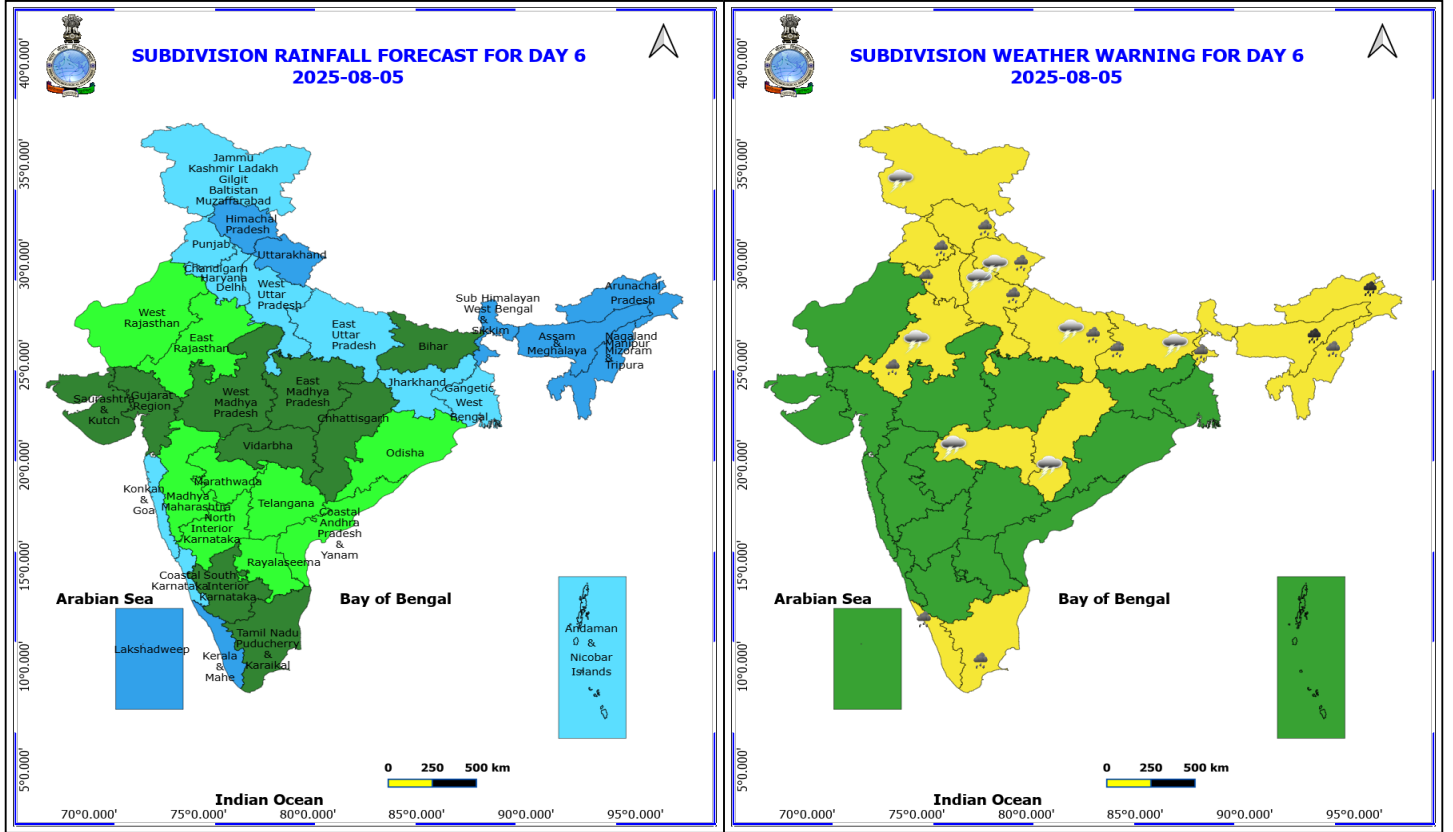 SUBDIVISION RAINFALL FORECAST FOR DAY 6
2025-08-05
40°0.000'
35°0.000'
30°0.000'
25°0.000'
20°0.000'
15°0.000'
10°0.000'
5°0.000'
Jammu
Kashmir Ladakh
Gilgit
Baltistan
Muzaffarabad
Himachal
Pradesh
Punjab
Uttarakhand
Chandigarh
Haryana
Delhi
West
Uttar
Pradesh
West
Rajasthan
East
Rajasthan
East
Uttar
Pradesh
Bihar
Sub Himalayan
West Bengal
&
Sikkim
Arunachal
Pradesh
Assam
&
Meghalaya
Nagaland
Manipur
Mizoram
&
Tripura
Jharkhand
Gangetic
West
Bengal
Saurashtra
&
Kutch
Gujarat
Region
West
Madhya
Pradesh
East
Madhya
Pradesh
Chhattisgarh
Vidarbha
Odisha
Konkan
&
Goa
Madhya
Maharashtra
Marathwada
Telangana
North
Interior
Karnataka
Coastal
Andhra
Pradesh
&
Yanam
Rayalaseema
Coastal
Karnataka
South
Interior
Karnataka
Arabian Sea
Bay of Bengal
Lakshadweep
Kerala
&
Mahe
Tamil Nadu
Puducherry
&
Karaikal
Andaman
&
Nicobar
Islands
0 250 500 km
Indian Ocean
70°0.000' 75°0.000' 80°0.000' 85°0.000' 90°0.000' 95°0.000'
SUBDIVISION WEATHER WARNING FOR DAY 6
2025-08-05
40°0.000'
35°0.000'
30°0.000'
25°0.000'
20°0.000'
15°0.000'
10°0.000'
5°0.000'
Arabian Sea
Bay of Bengal
0 250 500 km
Indian Ocean
70°0.000' 75°0.000' 80°0.000' 85°0.000' 90°0.000' 95°0.000'